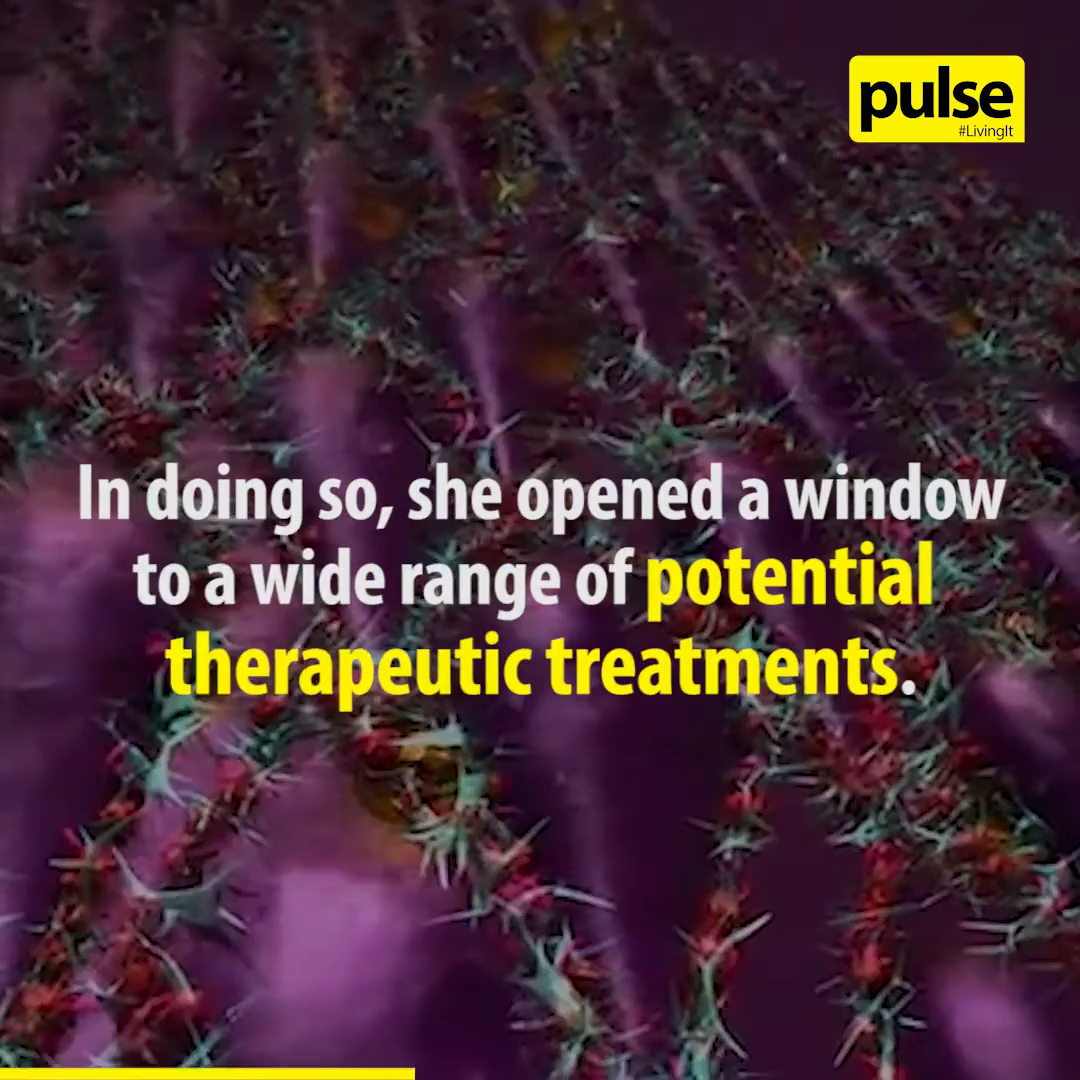 pulse
#LivingIt
In doing so, she opened a window
to a wide range of potential
therapeutic treatments.